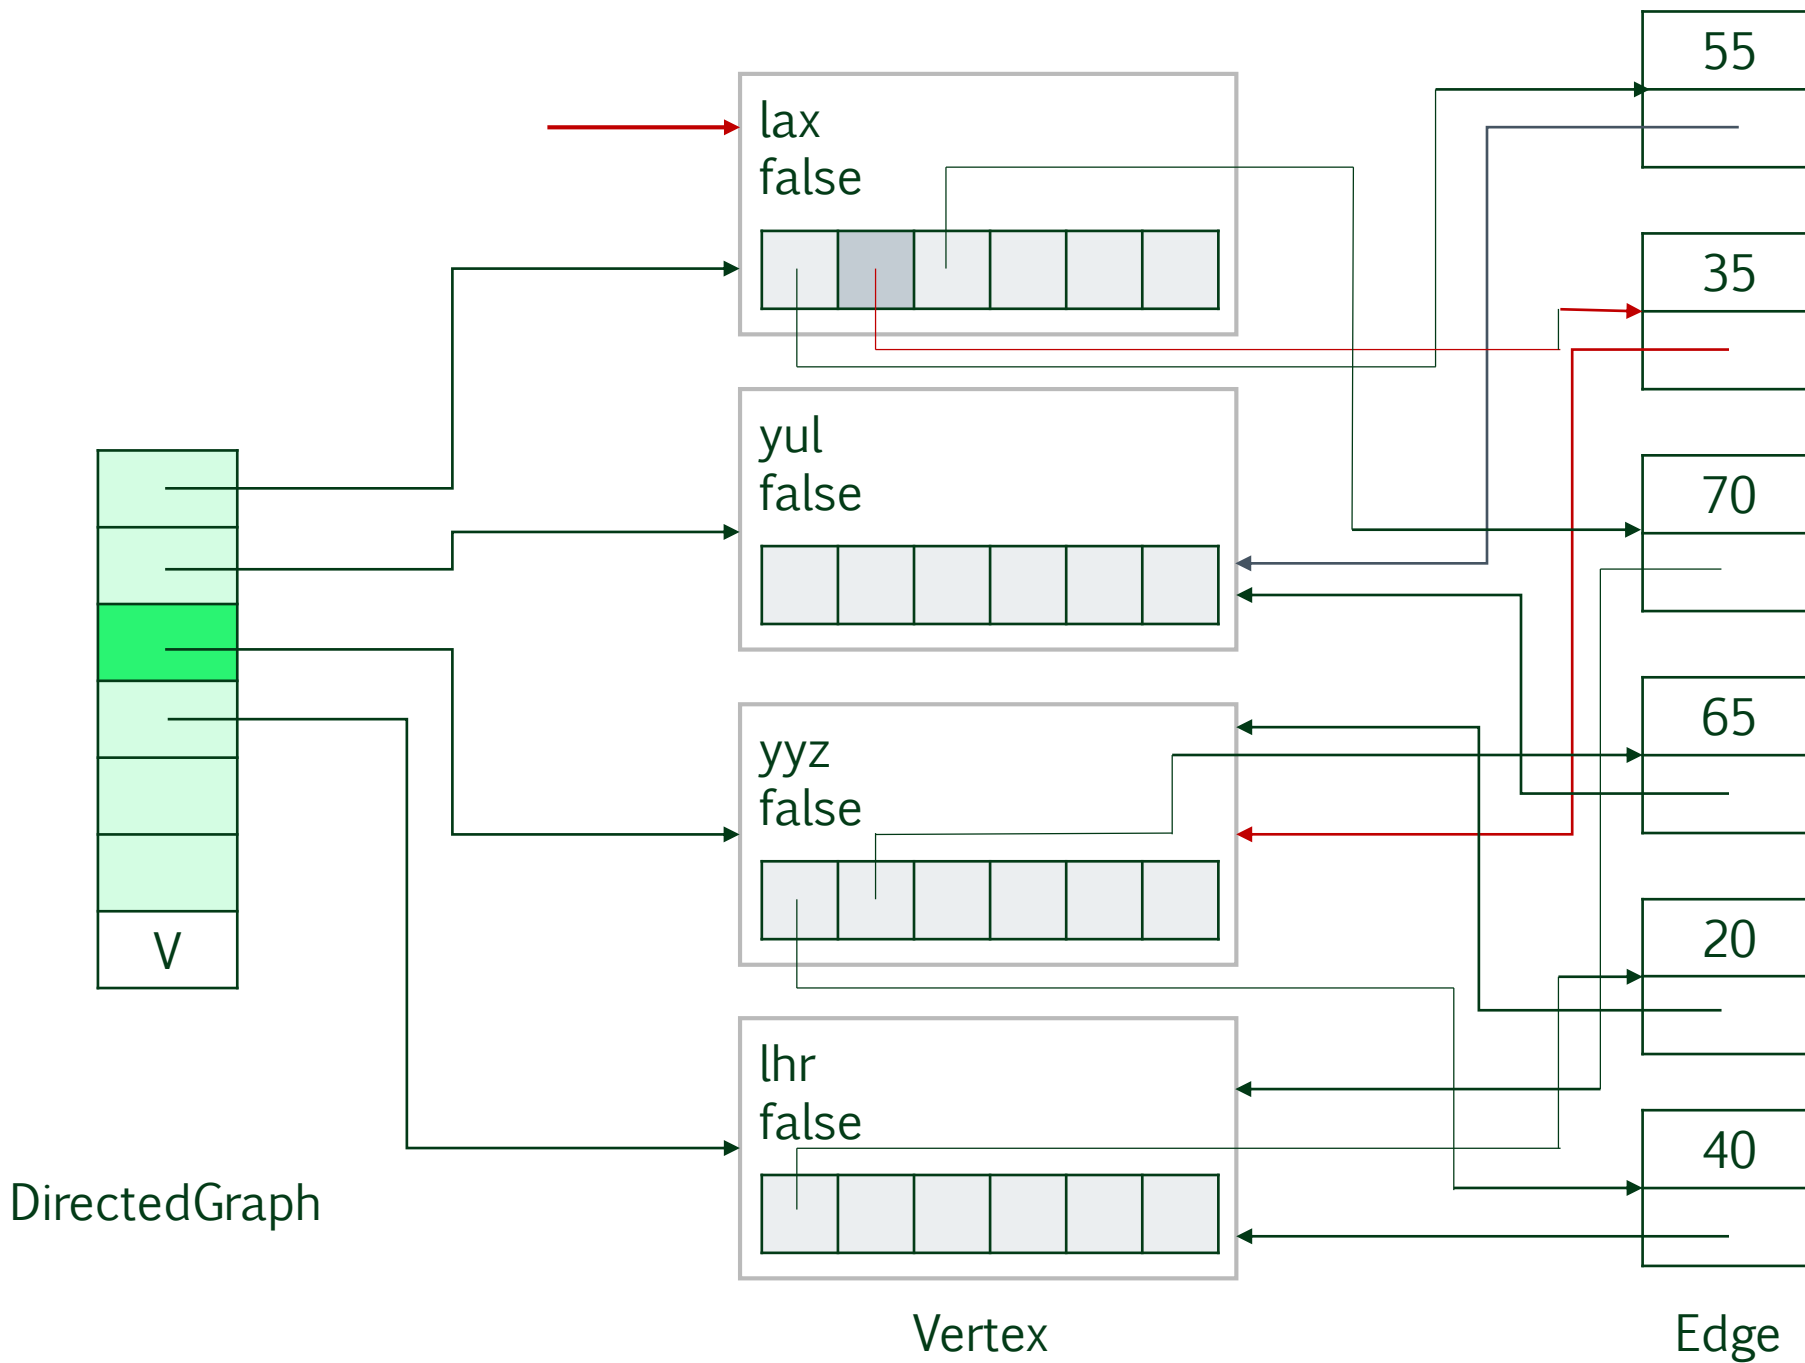 55
lax
false
35
yul
false
70
yyz
false
65
V
20
lhr
false
40
DirectedGraph
Vertex
Edge